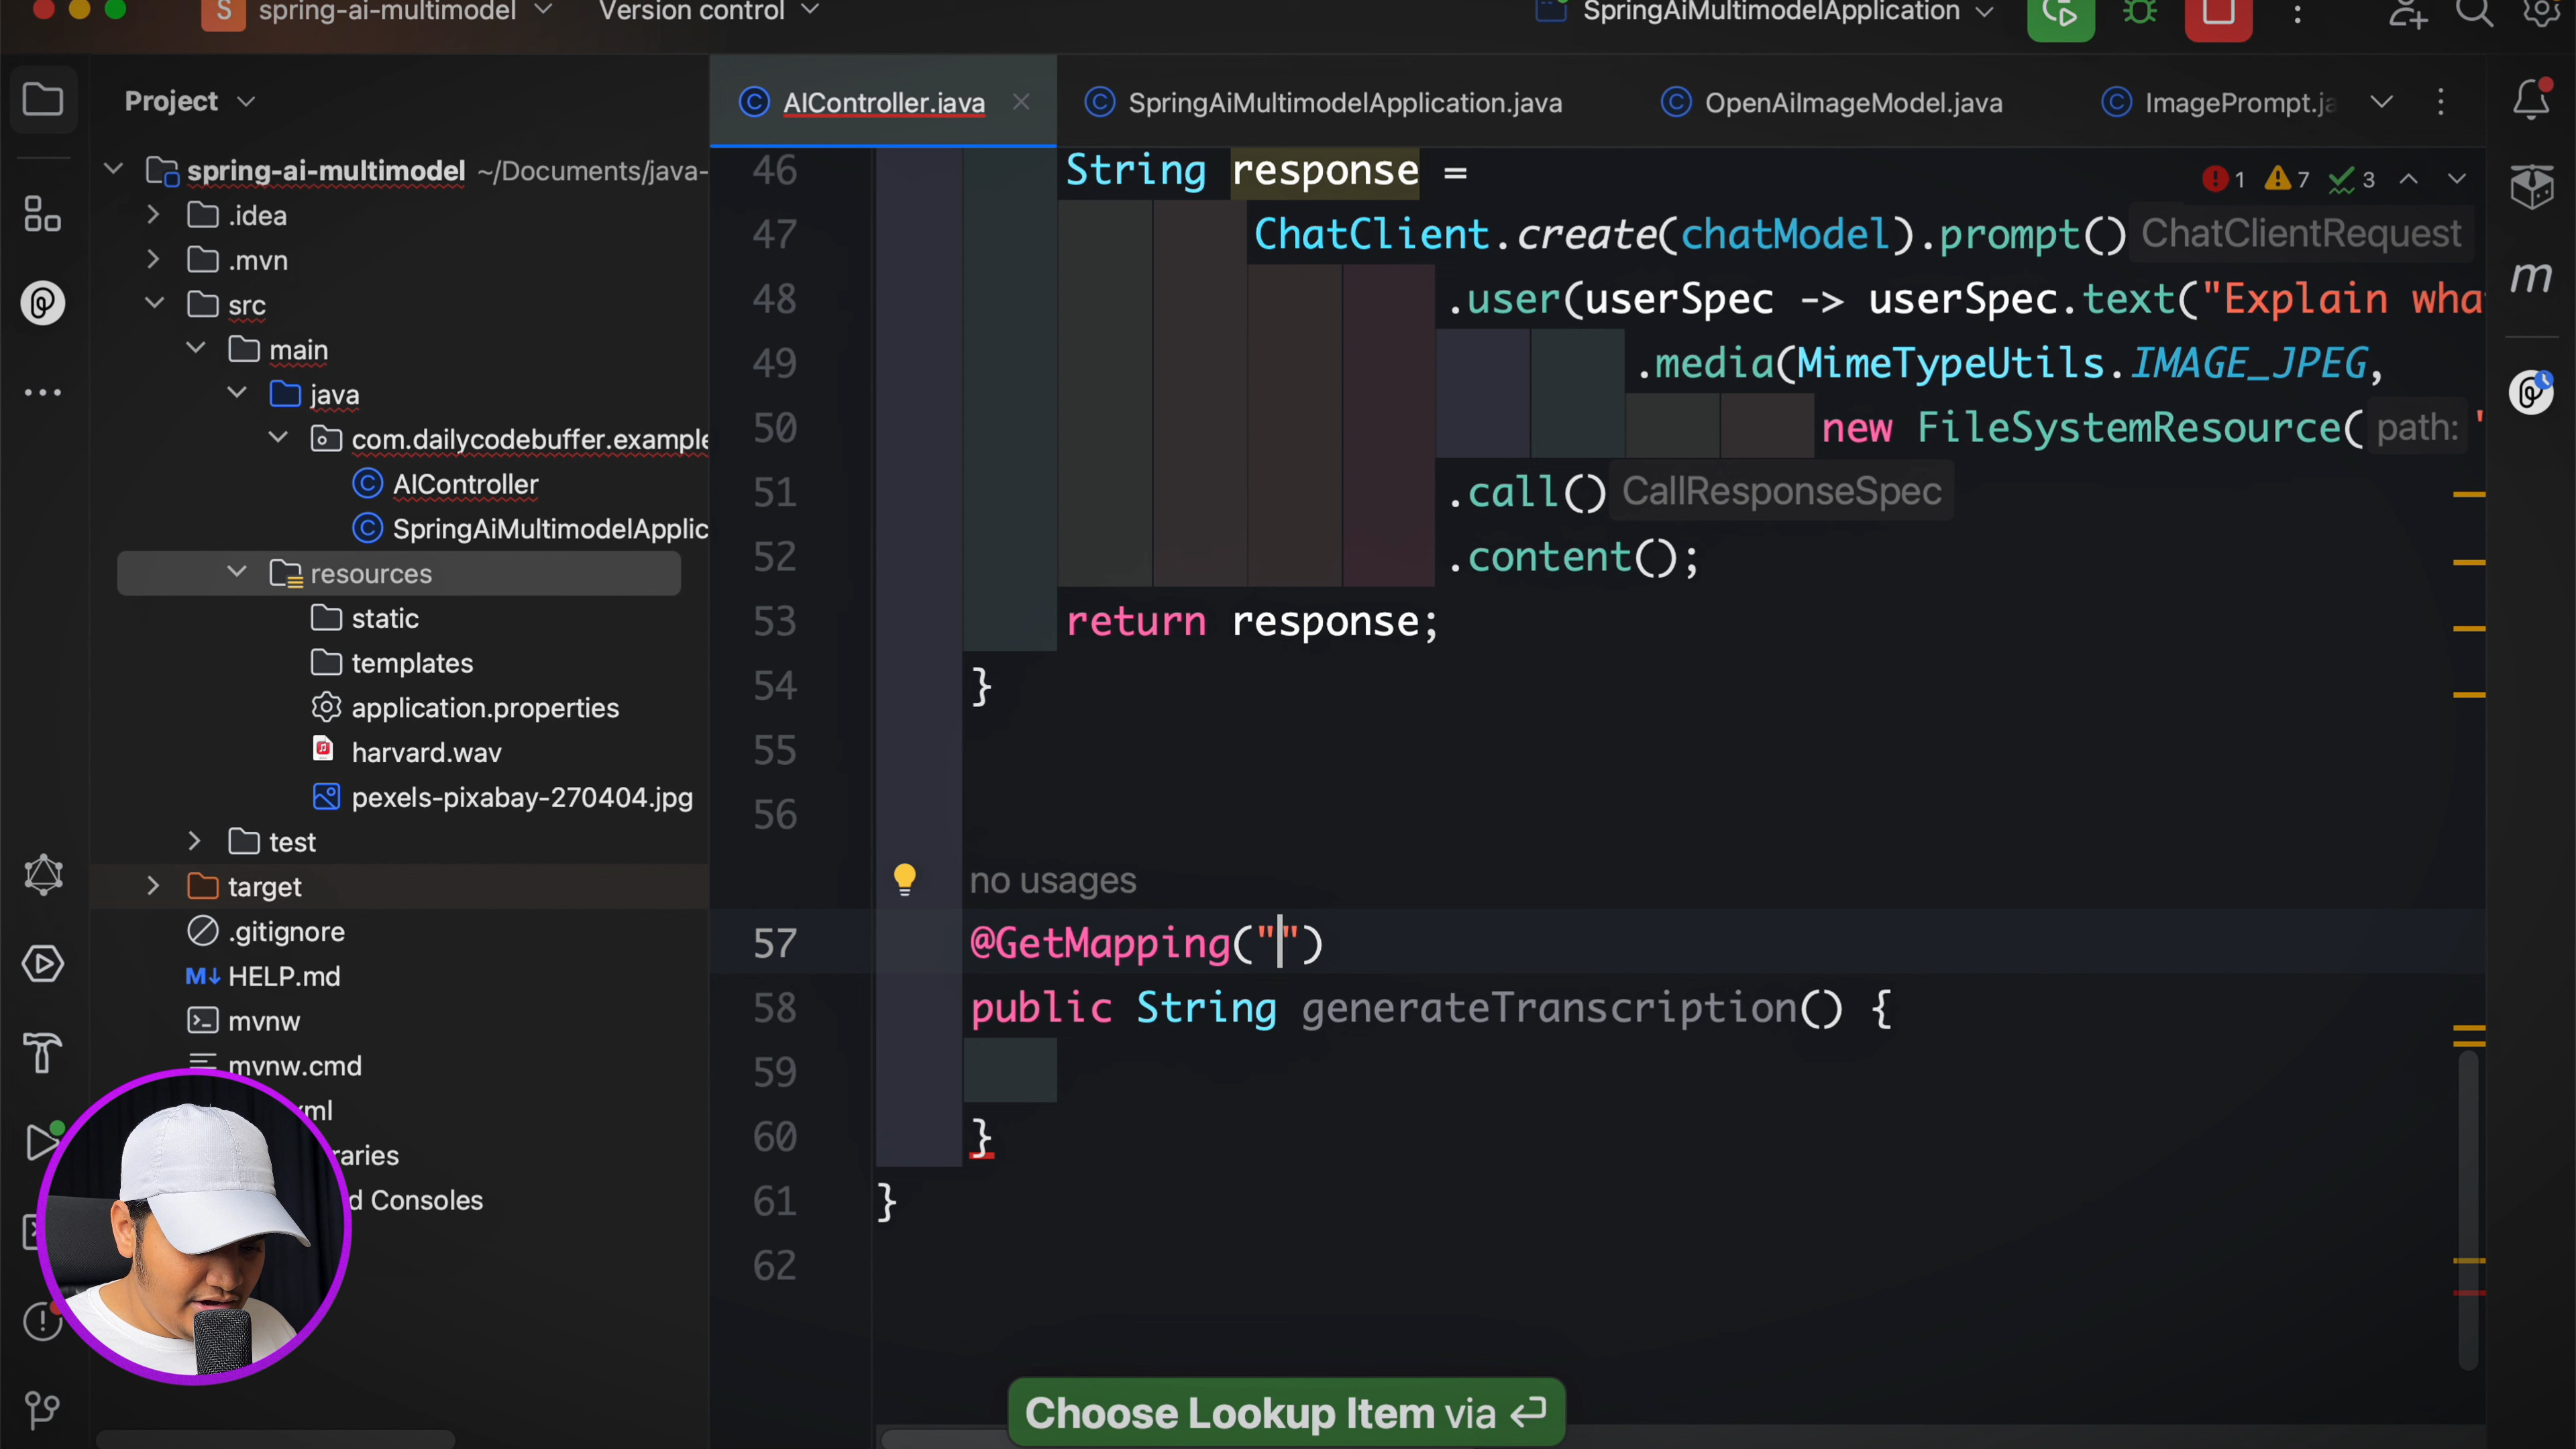 S spring-ai-multimodel Version control SpringAiMultimodelApplication
Project
AIController.java SpringAiMultimodelApplication.java OpenAiImageModel.java ImagePrompt.ja
spring-ai-multimodel ~/Documents/java-
.idea
.mvn
src
main
java
com.dailycodebuffer.example
AIController
SpringAiMultimodelApplic
resources
static
templates
application.properties
harvard.wav
pexels-pixabay-270404.jpg
test
target
.gitignore
M↓ HELP.md
mvnw
mvnw.cmd
xml
raries
d Consoles
1 7 3
m
46 String response =
47 ChatClient.create(chatModel).prompt() ChatClientRequest
48 .user(userSpec -> userSpec.text("Explain wha
49 .media(MimeTypeUtils.IMAGE_JPEG,
50 new FileSystemResource( path: "
51 .call() CallResponseSpec
52 .content();
53 return response;
54 }
55
56
no usages
57 @GetMapping("")
58 public String generateTranscription() {
59
60 }
61 }
62
Choose Lookup Item via ⏎